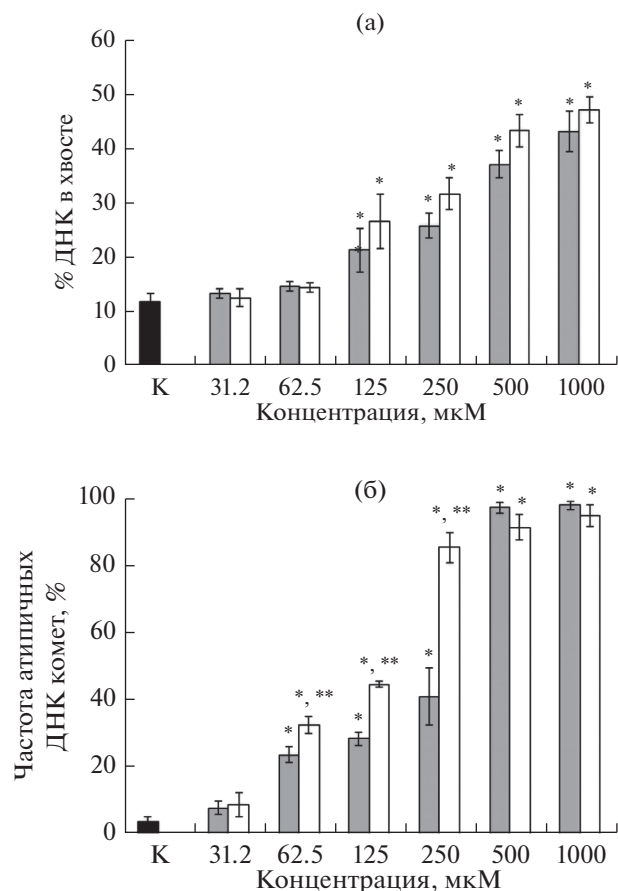 (а)
60
50
40
30
20
10
0
% ДНК в хвосте
* * * * * * * * *
К 31.2 62.5 125 250 500 1000
Концентрация, мкМ
(б)
100
80
60
40
20
0
Частота атипичных
ДНК комет, %
* *, ** * *, ** * *, ** * * * *
К 31.2 62.5 125 250 500 1000
Концентрация, мкМ